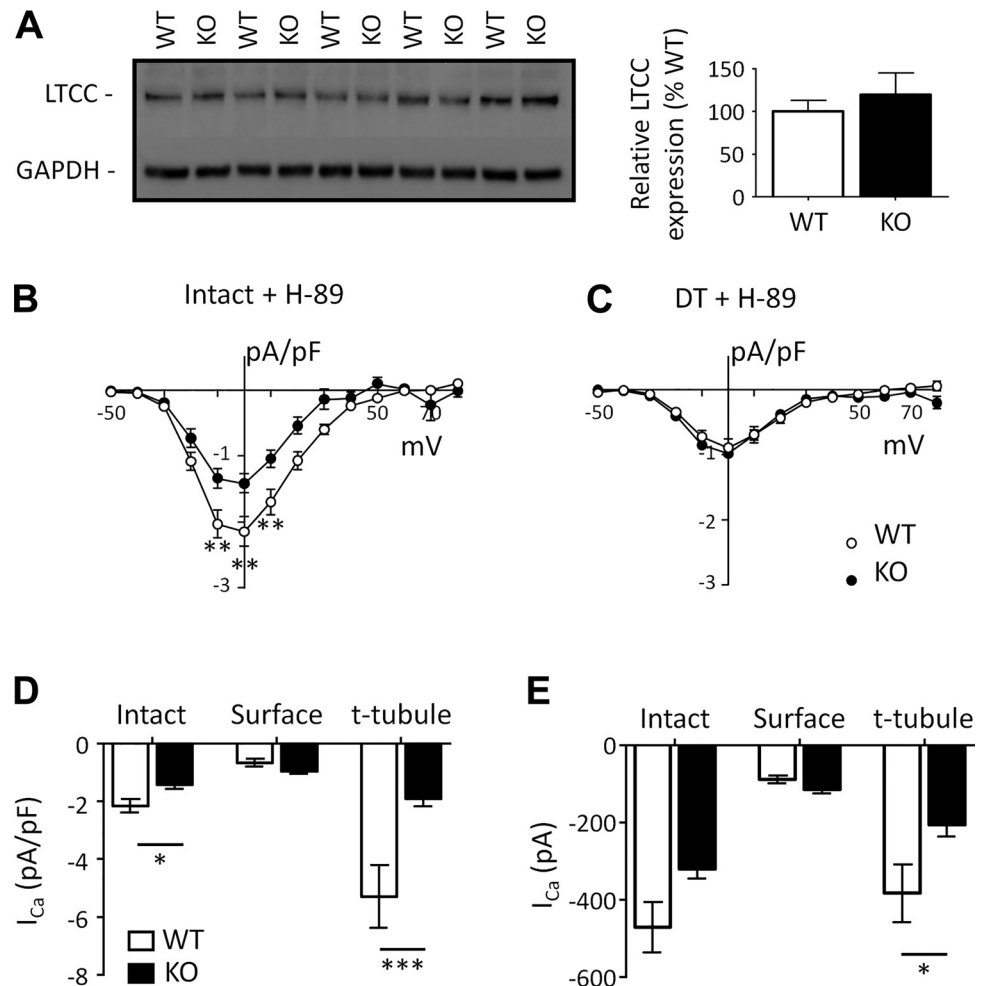 A
WT KO WT KO WT KO WT KO WT KO
LTCC -
GAPDH -
Relative LTCC
expression (% WT)
150
100
50
0
WT KO
B
Intact + H-89
pA/pF
-50 50 70
mV
-1
-3
**
**
**
C
DT + H-89
pA/pF
-50 50 70
mV
-1
-2
-3
WT
KO
D
Intact Surface t-tubule
0
-2
-4
-6
-8
ICa (pA/pF)
*
***
WT
KO
E
Intact Surface t-tubule
0
-200
-400
-600
ICa (pA)
*